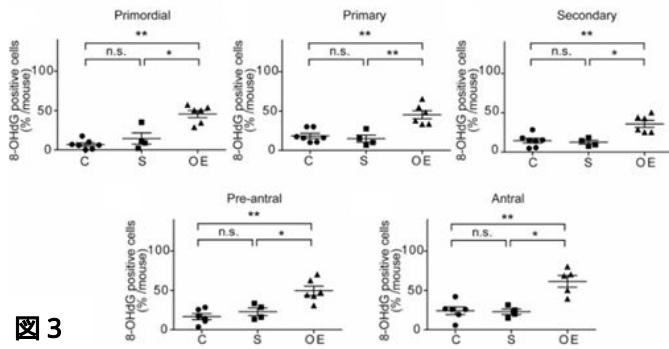 Primordial
**
n.s. *
8-OHdG positive cells
(% /mouse)
100
50
0
C S OE
Primary
**
n.s. **
8-OHdG positive cells
(% /mouse)
100
50
0
C S OE
Secondary
**
n.s. *
8-OHdG positive cells
(% /mouse)
100
50
0
C S OE
Pre-antral
**
n.s. *
8-OHdG positive cells
(% /mouse)
100
50
0
C S OE
Antral
**
n.s. *
8-OHdG positive cells
(% /mouse)
100
50
0
C S OE
図 3